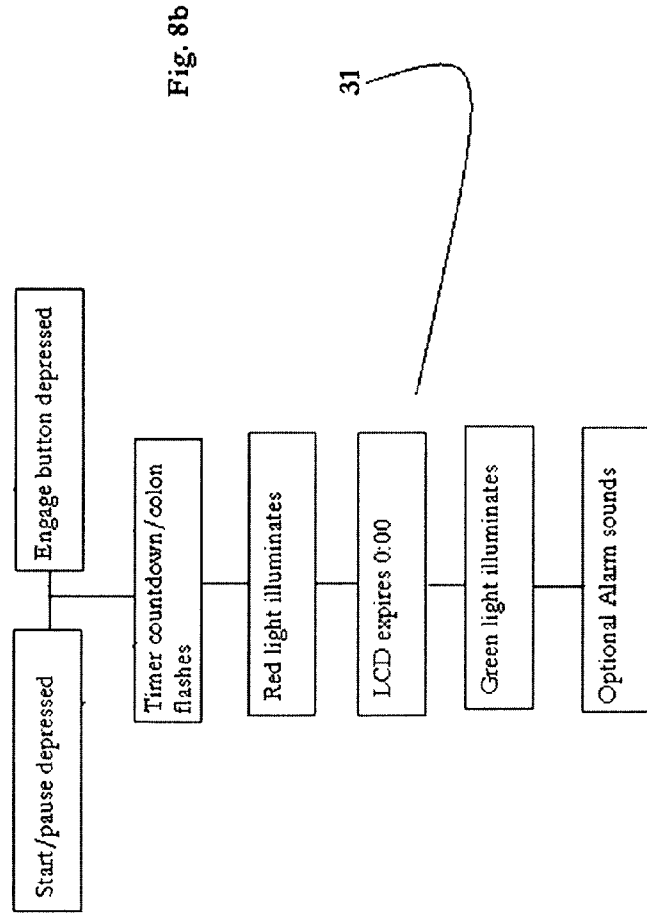 Start/pause depressed
Engage button depressed
Timer countdown/colon
flashes
Red light illuminates
LCD expires 0:00
Green light illuminates
Optional Alarm sounds
31
Fig. 8b